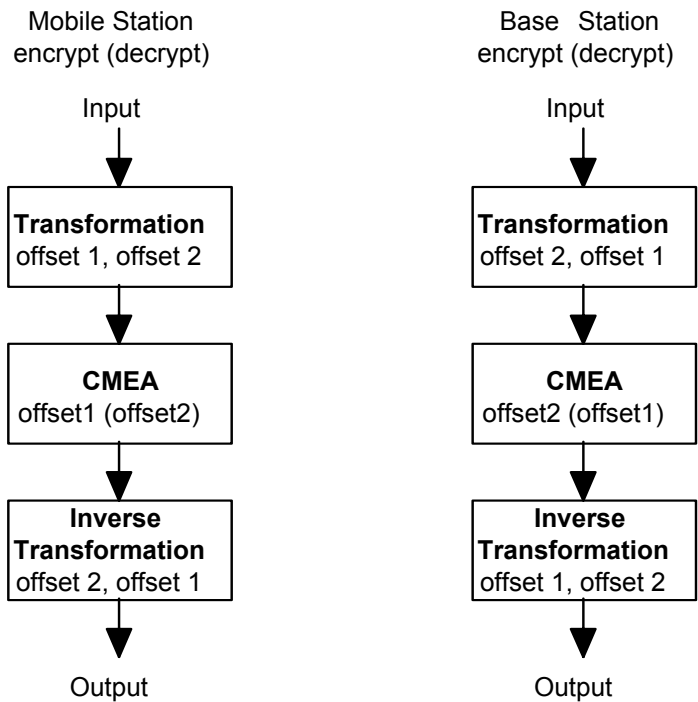 Mobile Station
encrypt (decrypt)
Input
Transformation
offset 1, offset 2
CMEA
offset1 (offset2)
Inverse
Transformation
offset 2, offset 1
Output
Base Station
encrypt (decrypt)
Input
Transformation
offset 2, offset 1
CMEA
offset2 (offset1)
Inverse
Transformation
offset 1, offset 2
Output